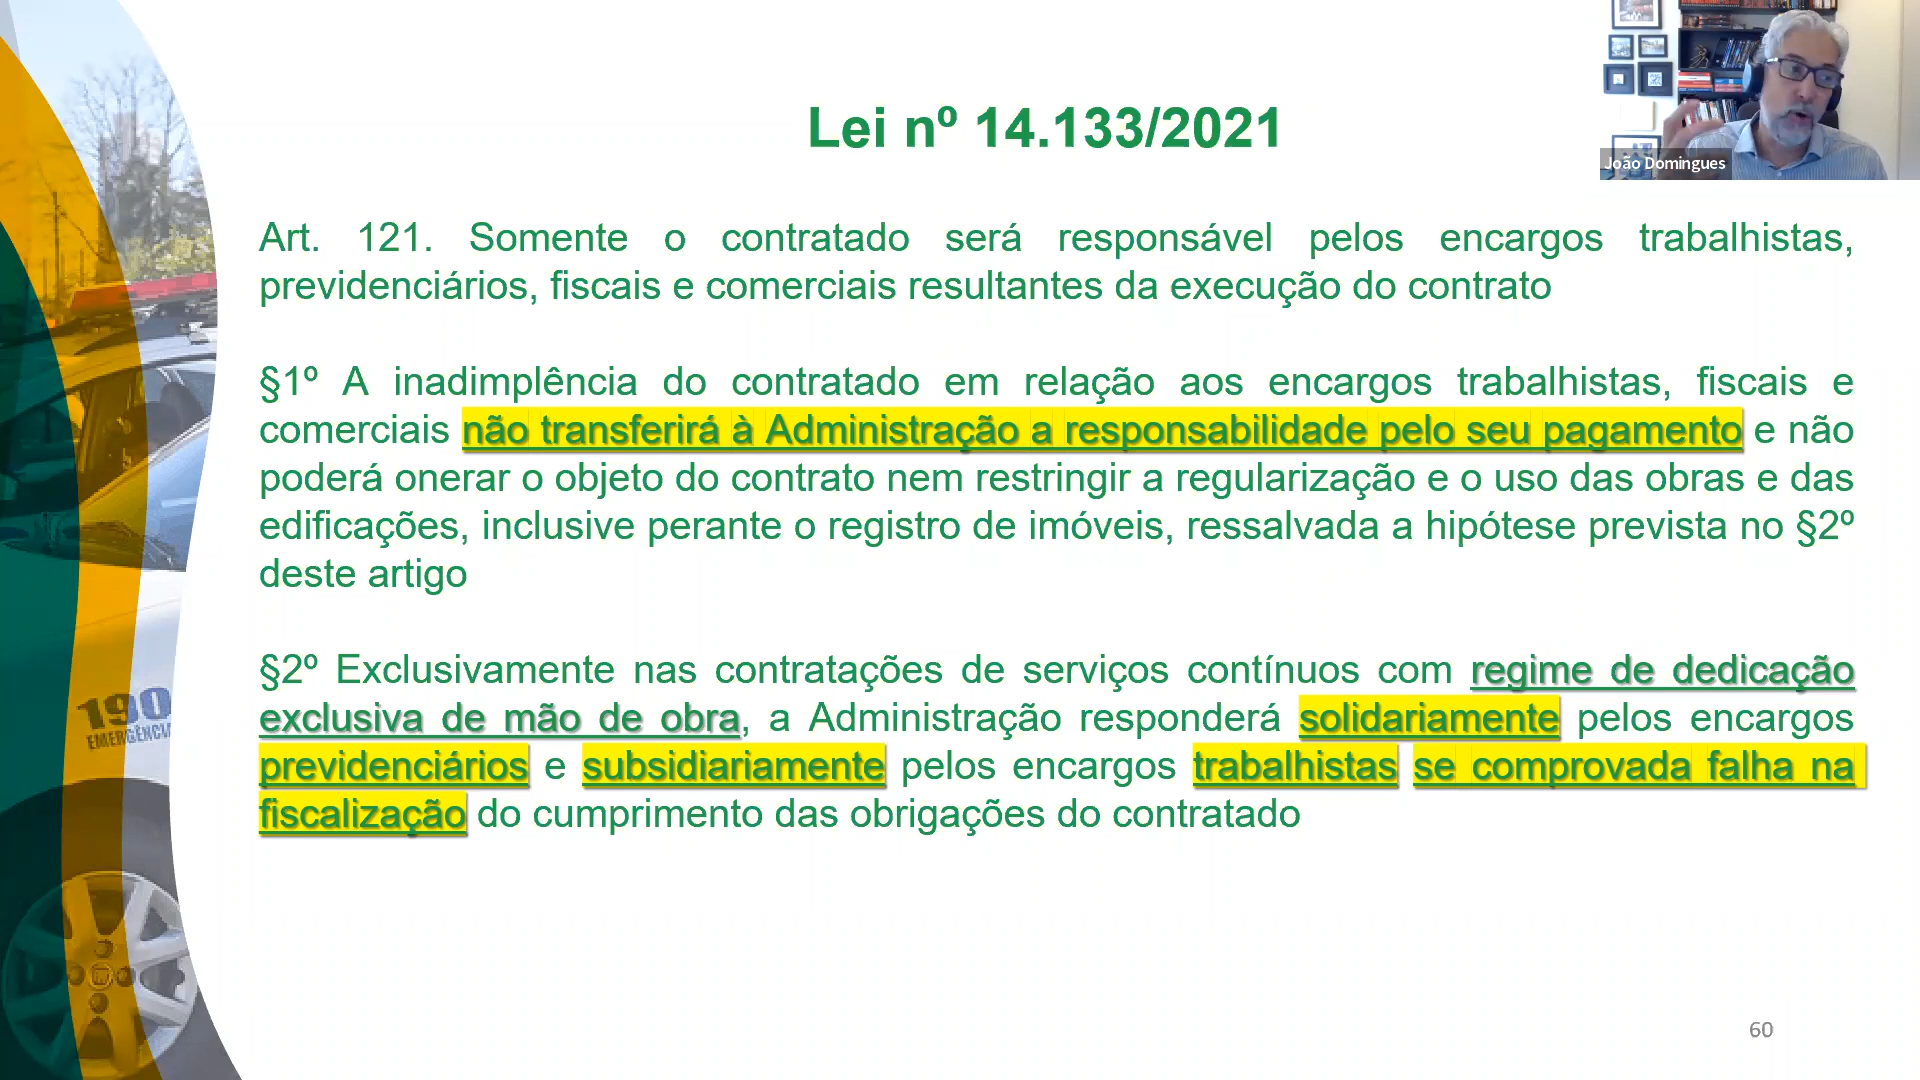 João Domingues
Lei nº 14.133/2021
Art. 121. Somente o contratado será responsável pelos encargos trabalhistas,
previdenciários, fiscais e comerciais resultantes da execução do contrato
§1º A inadimplência do contratado em relação aos encargos trabalhistas, fiscais e
comerciais não transferirá à Administração a responsabilidade pelo seu pagamento e não
poderá onerar o objeto do contrato nem restringir a regularização e o uso das obras e das
edificações, inclusive perante o registro de imóveis, ressalvada a hipótese prevista no §2º
deste artigo
§2º Exclusivamente nas contratações de serviços contínuos com regime de dedicação
exclusiva de mão de obra, a Administração responderá solidariamente pelos encargos
previdenciários e subsidiariamente pelos encargos trabalhistas se comprovada falha na
fiscalização do cumprimento das obrigações do contratado
190
60